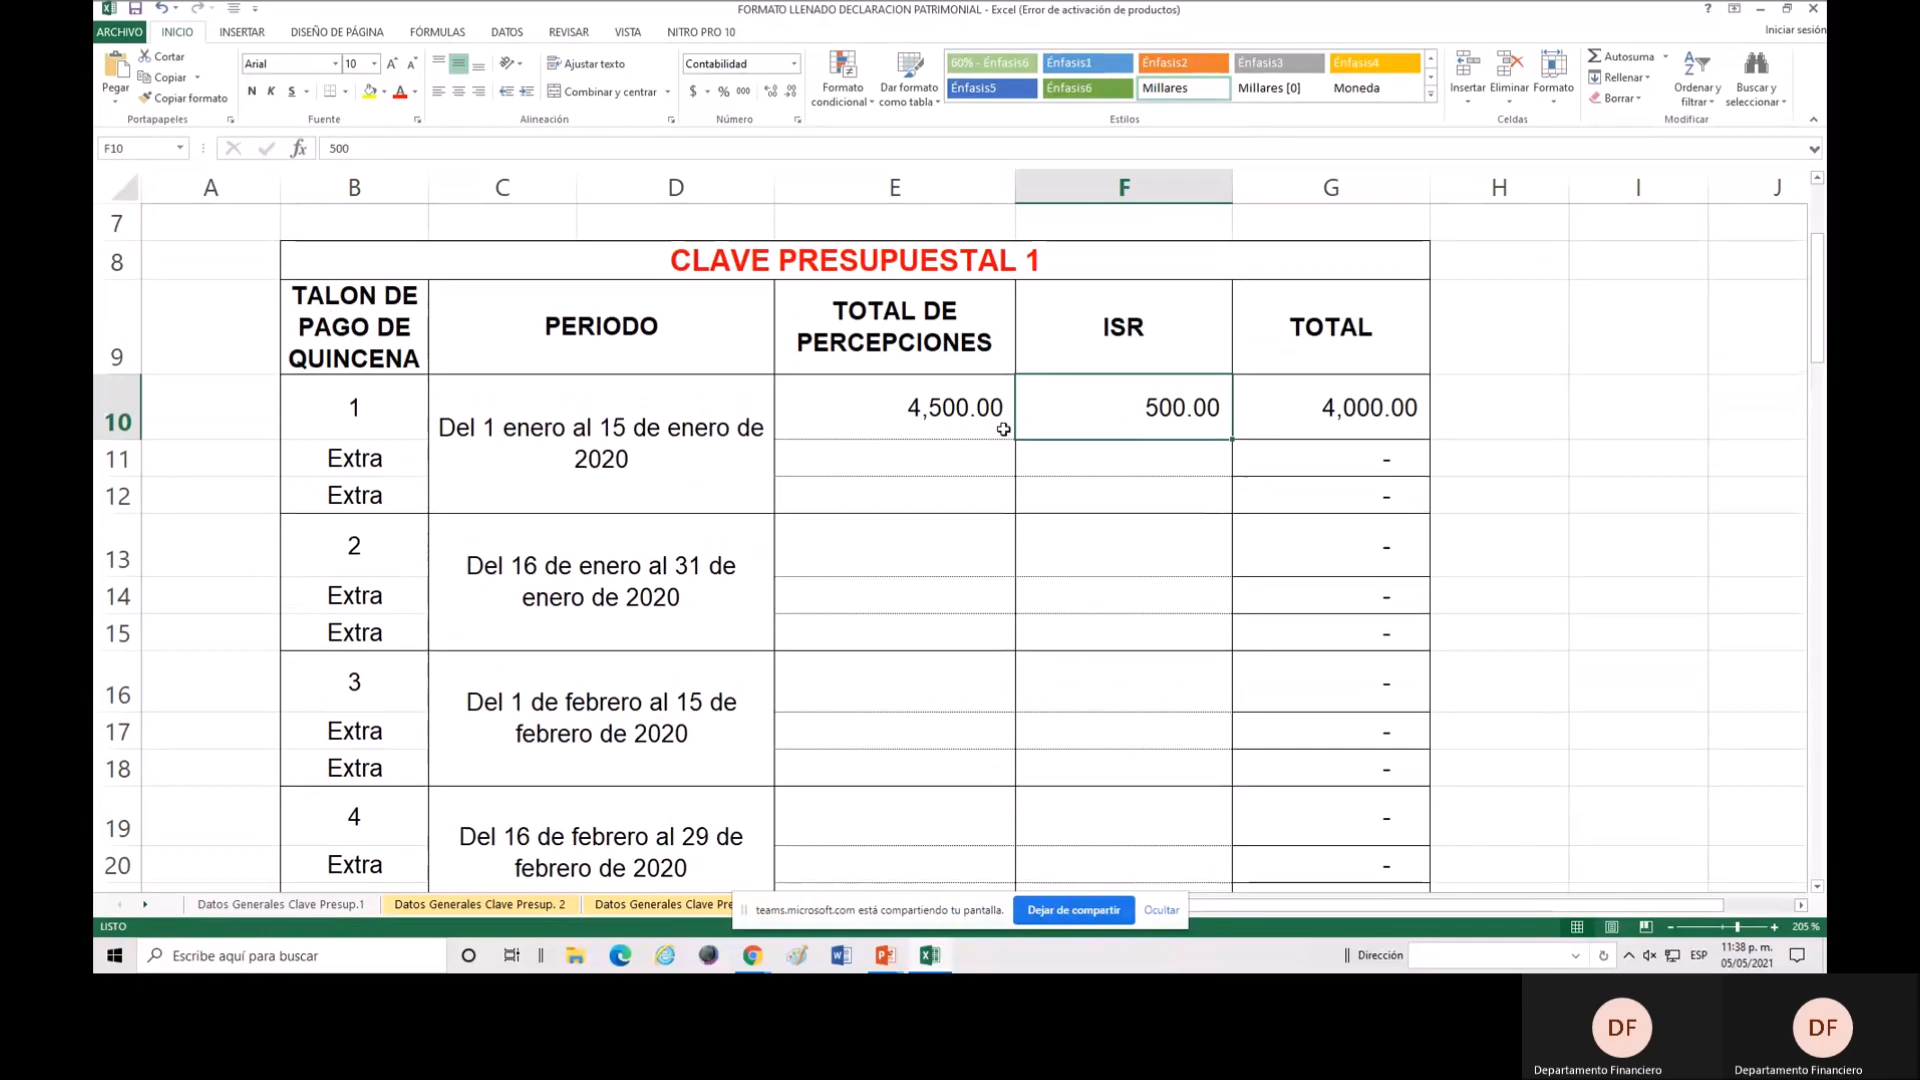 FORMATO LLENADO DECLARACION PATRIMONIAL - Excel (Error de activación de productos)
ARCHIVO INICIO INSERTAR DISEÑO DE PÁGINA FÓRMULAS DATOS REVISAR VISTA NITRO PRO 10 Iniciar sesión
Pegar
Cortar
Copiar
Copiar formato
Portapapeles
Arial 10
N K S
Fuente
Ajustar texto
Combinar y centrar
Alineación
Contabilidad
$ % 000
Número
Formato condicional
Dar formato como tabla
60% - Énfasis6 Énfasis1 Énfasis2 Énfasis3 Énfasis4
Énfasis5 Énfasis6 Millares Millares [0] Moneda
Estilos
Insertar Eliminar Formato
Celdas
Autosuma
Rellenar
Borrar
Ordenar y filtrar
Buscar y seleccionar
Modificar
F10 fx 500
A B C D E F G H I J
7
8 CLAVE PRESUPUESTAL 1
9 TALON DE PAGO DE QUINCENA PERIODO TOTAL DE PERCEPCIONES ISR TOTAL
10 1 Del 1 enero al 15 de enero de 2020 4,500.00 500.00 4,000.00
11 Extra -
12 Extra -
13 2 Del 16 de enero al 31 de enero de 2020 -
14 Extra -
15 Extra -
16 3 Del 1 de febrero al 15 de febrero de 2020 -
17 Extra -
18 Extra -
19 4 Del 16 de febrero al 29 de febrero de 2020 -
20 Extra -
Datos Generales Clave Presup.1 Datos Generales Clave Presup. 2 Datos Generales Clave Pre
teams.microsoft.com está compartiendo tu pantalla. Dejar de compartir Ocultar
LISTO 205 %
Escribe aquí para buscar Dirección ESP 11:38 p. m.
05/05/2021
DF DF
Departamento Financiero Departamento Financiero